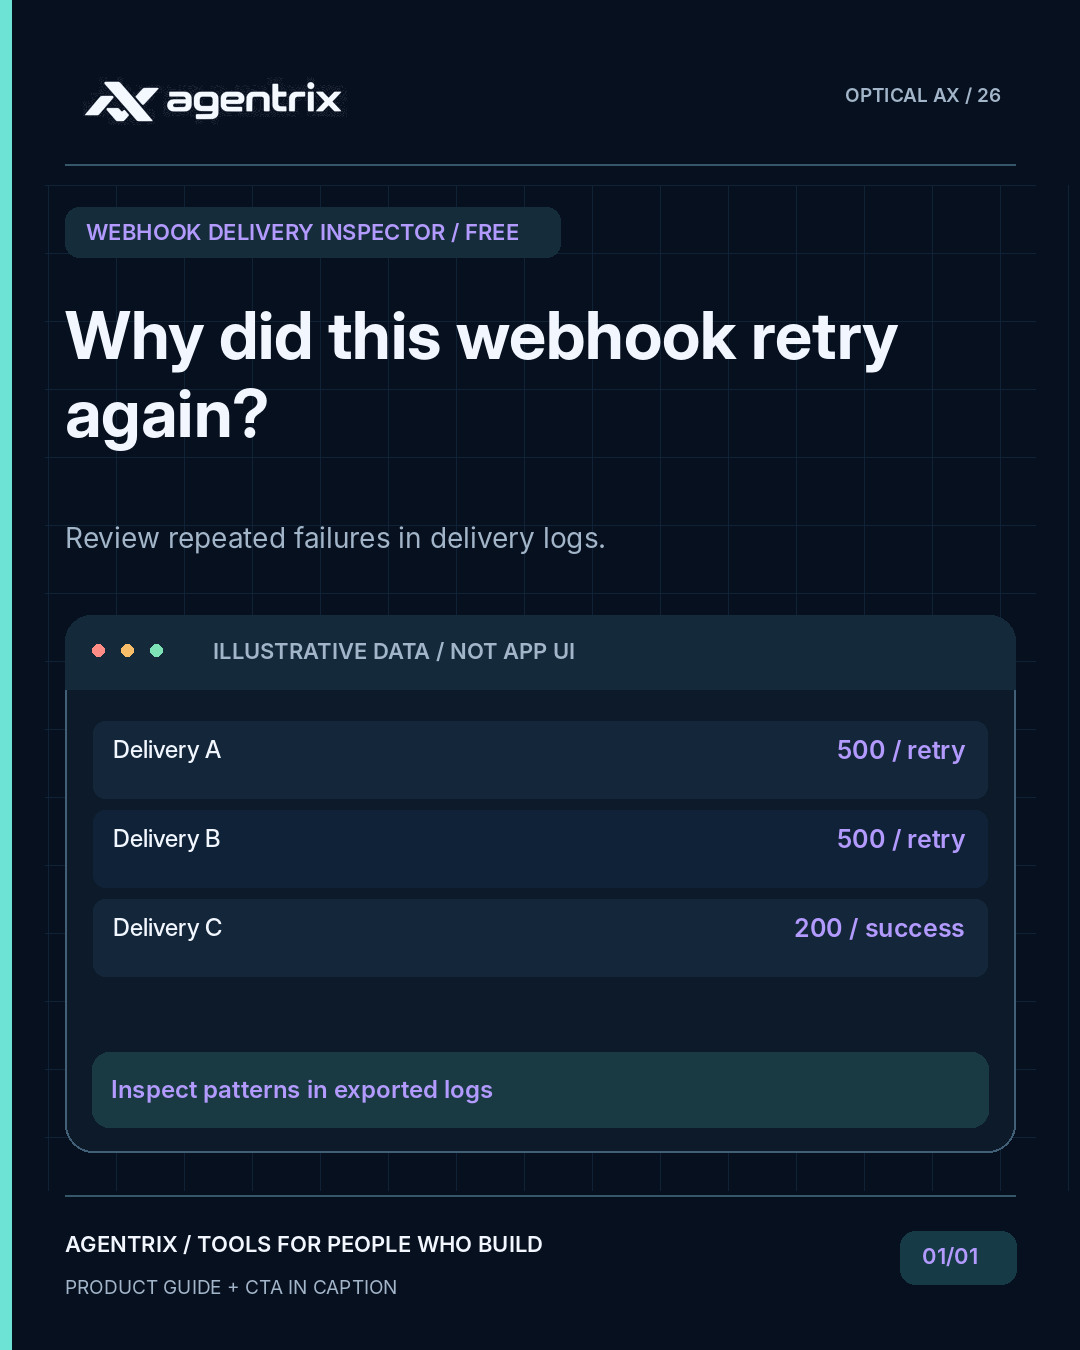 agentrix
OPTICAL AX / 26
WEBHOOK DELIVERY INSPECTOR / FREE
Why did this webhook retry
again?
Review repeated failures in delivery logs.
ILLUSTRATIVE DATA / NOT APP UI
Delivery A 500 / retry
Delivery B 500 / retry
Delivery C 200 / success
Inspect patterns in exported logs
AGENTRIX / TOOLS FOR PEOPLE WHO BUILD
01/01
PRODUCT GUIDE + CTA IN CAPTION